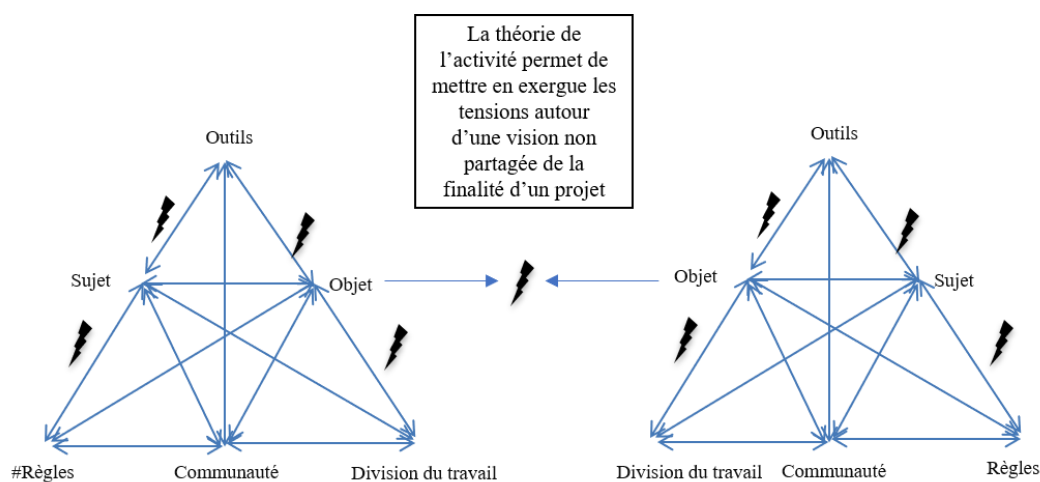 La théorie de
l’activité permet de
mettre en exergue les
tensions autour
d’une vision non
partagée de la
finalité d’un projet
Outils
Outils
Sujet
Objet
Objet
Sujet
#Règles
Communauté
Division du travail
Division du travail
Communauté
Règles